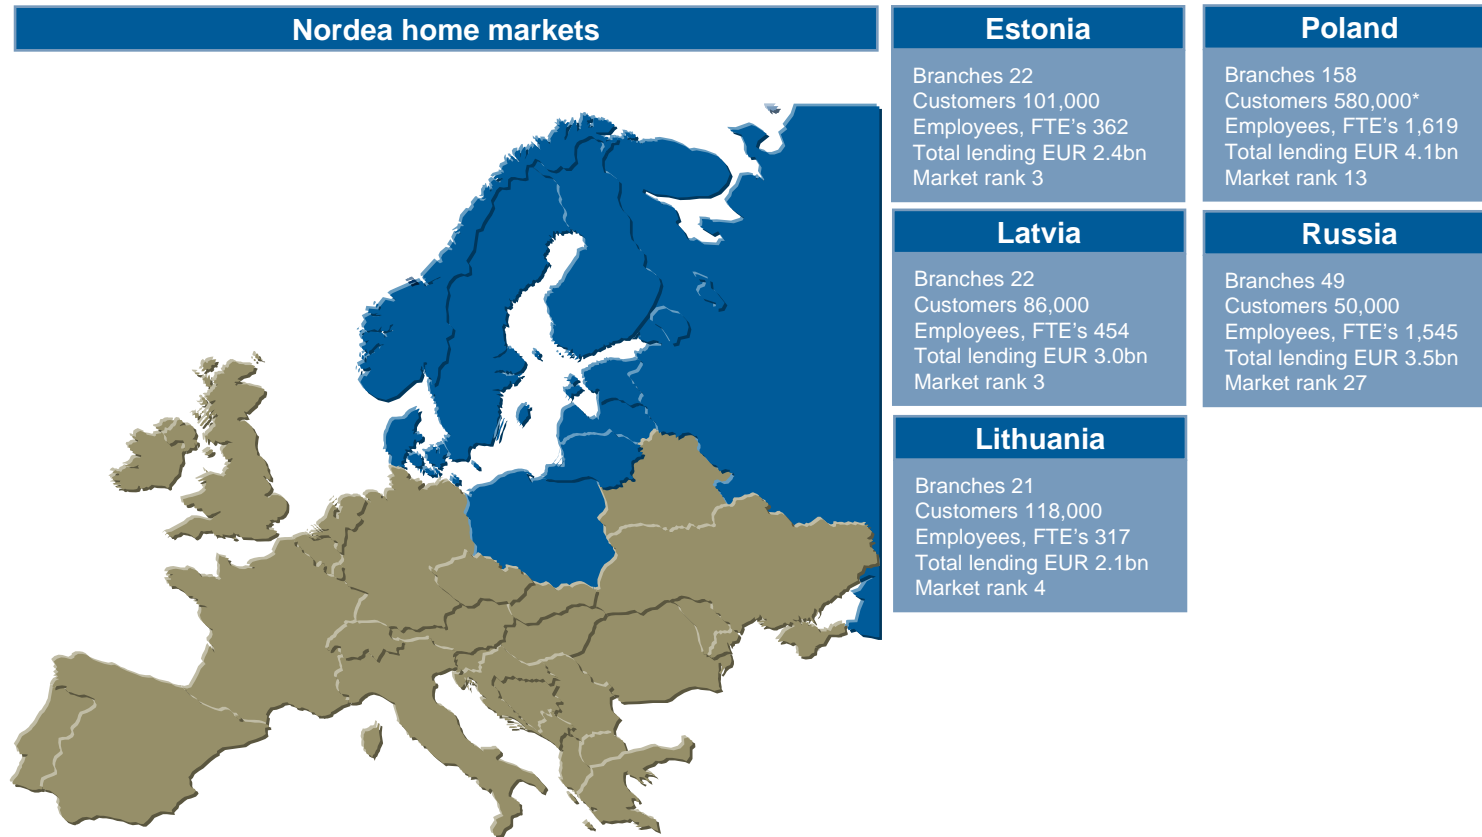 Nordea home markets
Estonia
Branches 22
Customers 101,000
Employees, FTE's 362
Total lending EUR 2.4bn
Market rank 3
Poland
Branches 158
Customers 580,000*
Employees, FTE's 1,619
Total lending EUR 4.1bn
Market rank 13
Latvia
Branches 22
Customers 86,000
Employees, FTE's 454
Total lending EUR 3.0bn
Market rank 3
Russia
Branches 49
Customers 50,000
Employees, FTE's 1,545
Total lending EUR 3.5bn
Market rank 27
Lithuania
Branches 21
Customers 118,000
Employees, FTE's 317
Total lending EUR 2.1bn
Market rank 4